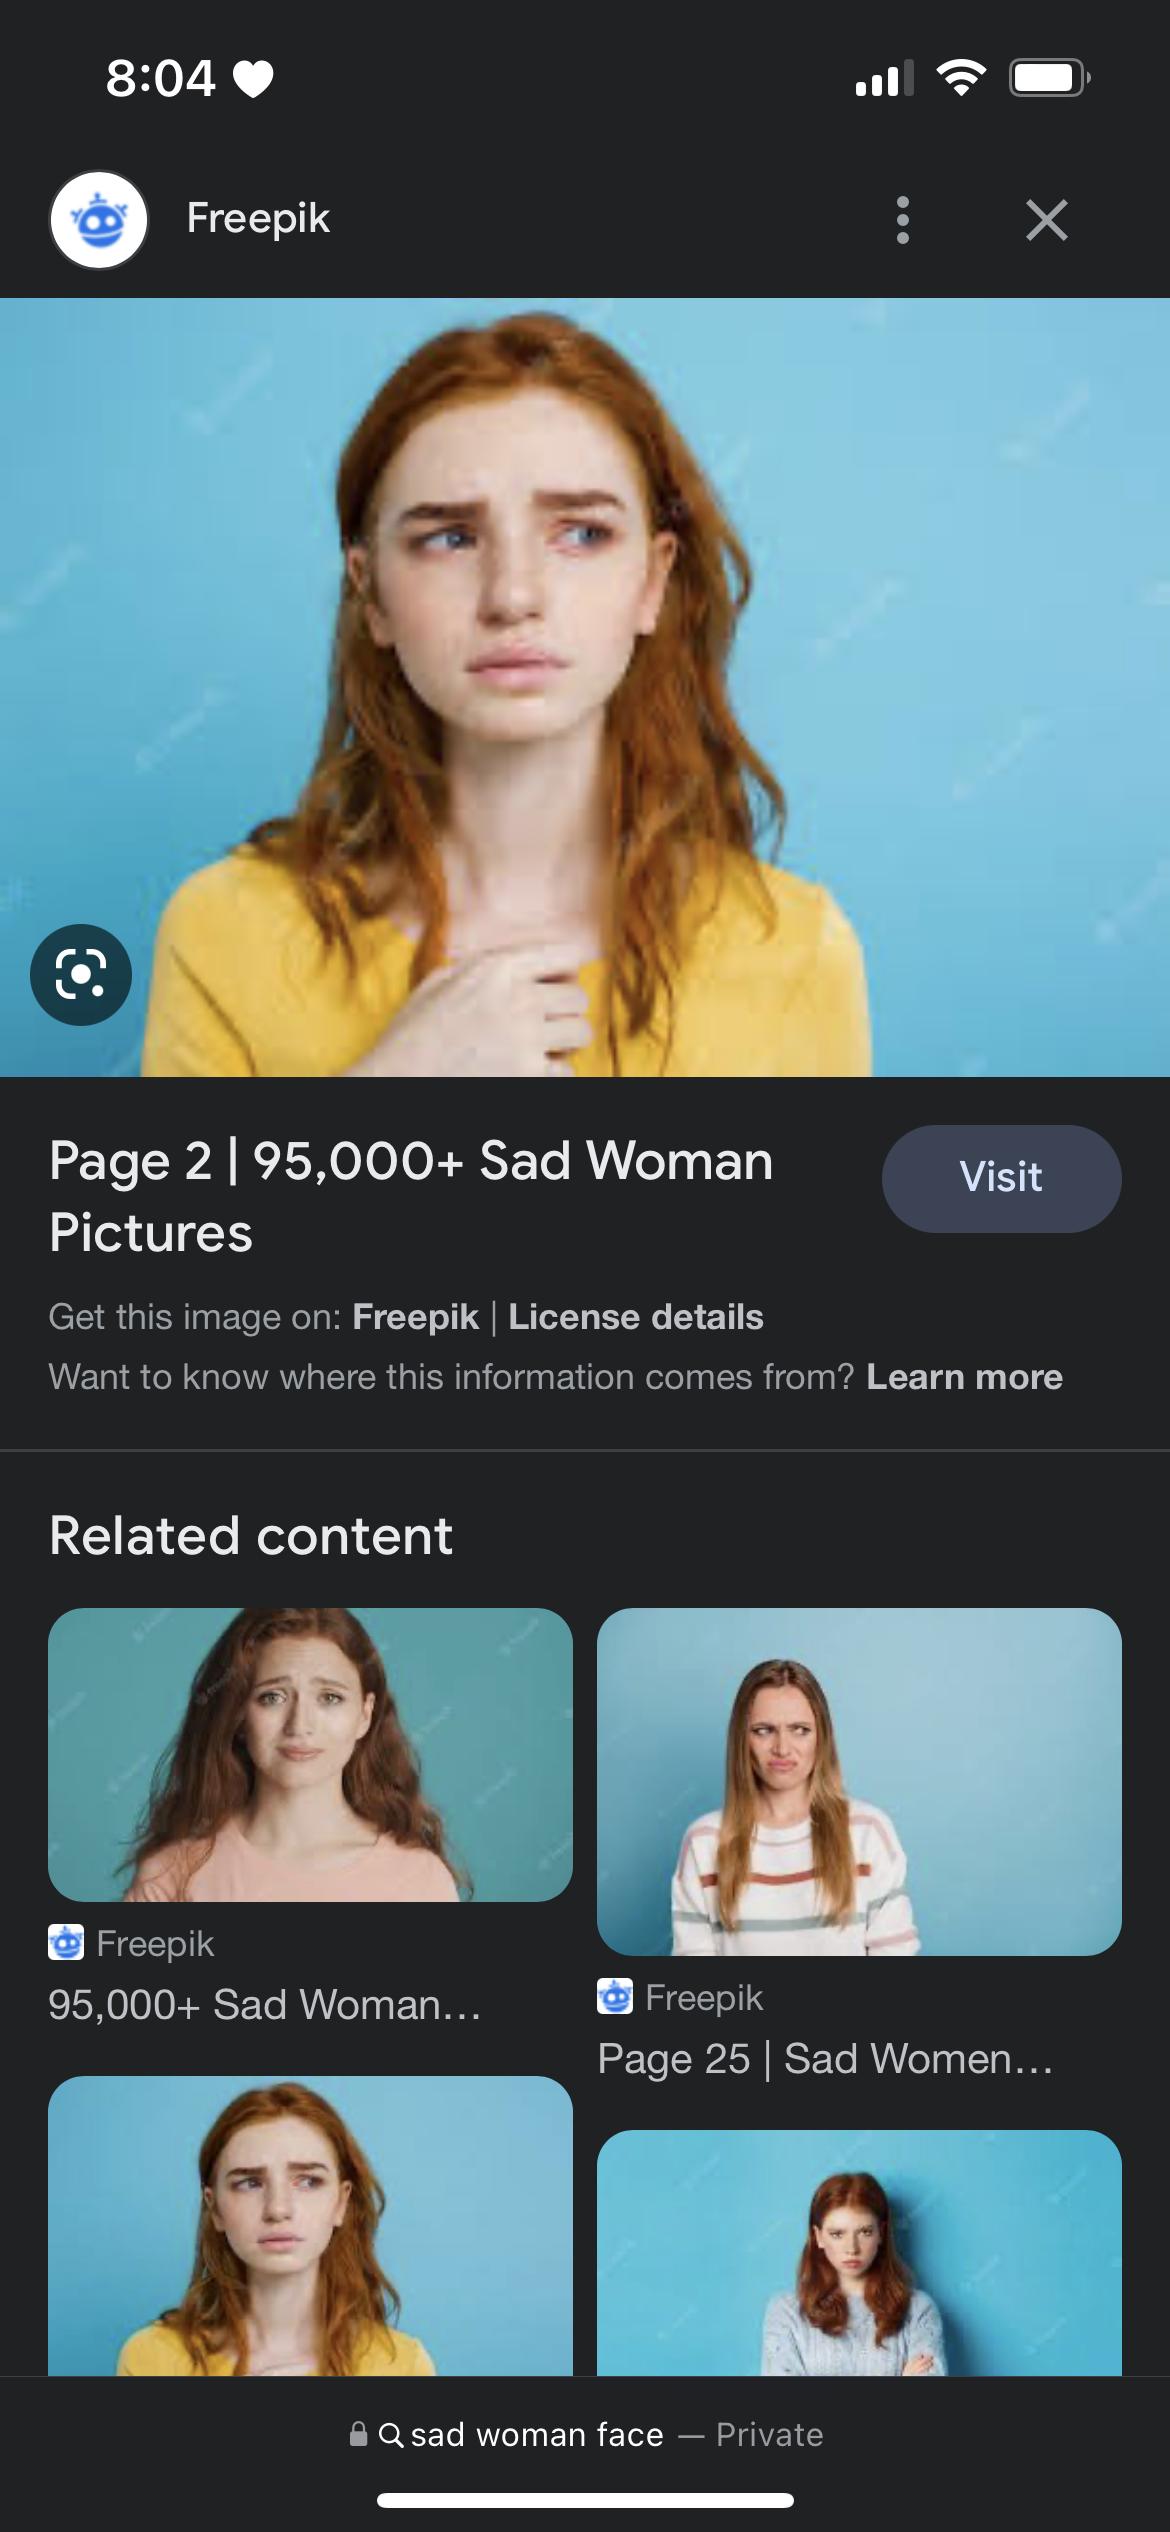 8:04
Freepik
Page 2 | 95,000+ Sad Woman
Pictures
Visit
Get this image on: Freepik | License details
Want to know where this information comes from? Learn more
Related content
Freepik
95,000+ Sad Woman...
Freepik
Page 25 | Sad Women...
sad woman face — Private